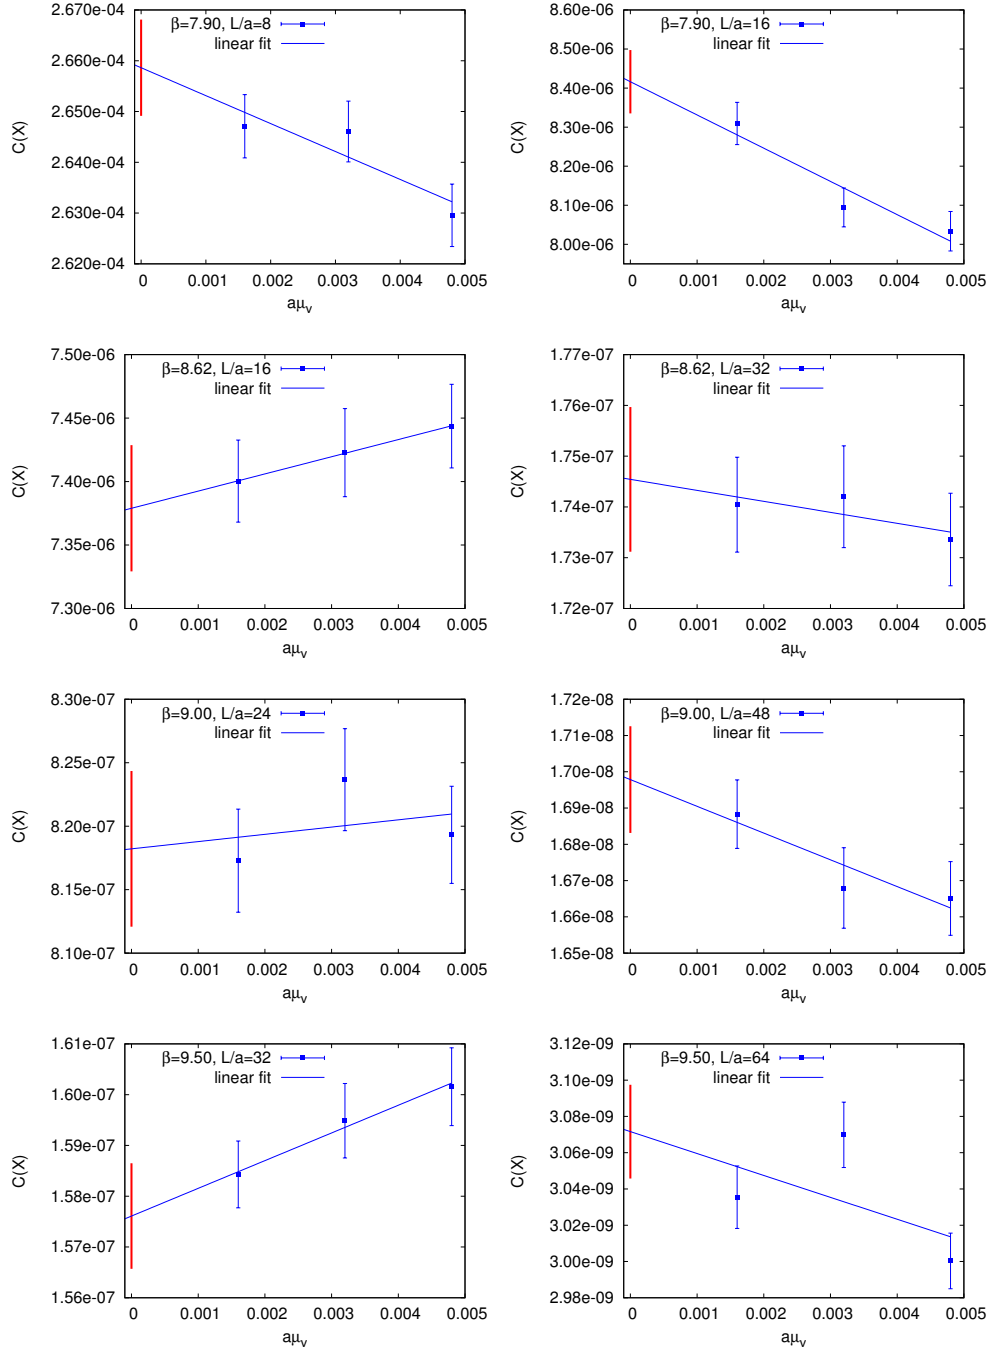 β=7.90, L/a=8
linear fit
C(X)
2.670e-04
2.660e-04
2.650e-04
2.640e-04
2.630e-04
2.620e-04
0 0.001 0.002 0.003 0.004 0.005
aμv
β=7.90, L/a=16
linear fit
C(X)
8.60e-06
8.50e-06
8.40e-06
8.30e-06
8.20e-06
8.10e-06
8.00e-06
0 0.001 0.002 0.003 0.004 0.005
aμv
β=8.62, L/a=16
linear fit
C(X)
7.50e-06
7.45e-06
7.40e-06
7.35e-06
7.30e-06
0 0.001 0.002 0.003 0.004 0.005
aμv
β=8.62, L/a=32
linear fit
C(X)
1.77e-07
1.76e-07
1.75e-07
1.74e-07
1.73e-07
1.72e-07
0 0.001 0.002 0.003 0.004 0.005
aμv
β=9.00, L/a=24
linear fit
C(X)
8.30e-07
8.25e-07
8.20e-07
8.15e-07
8.10e-07
0 0.001 0.002 0.003 0.004 0.005
aμv
β=9.00, L/a=48
linear fit
C(X)
1.72e-08
1.71e-08
1.70e-08
1.69e-08
1.68e-08
1.67e-08
1.66e-08
1.65e-08
0 0.001 0.002 0.003 0.004 0.005
aμv
β=9.50, L/a=32
linear fit
C(X)
1.61e-07
1.60e-07
1.59e-07
1.58e-07
1.57e-07
1.56e-07
0 0.001 0.002 0.003 0.004 0.005
aμv
β=9.50, L/a=64
linear fit
C(X)
3.12e-09
3.10e-09
3.08e-09
3.06e-09
3.04e-09
3.02e-09
3.00e-09
2.98e-09
0 0.001 0.002 0.003 0.004 0.005
aμv